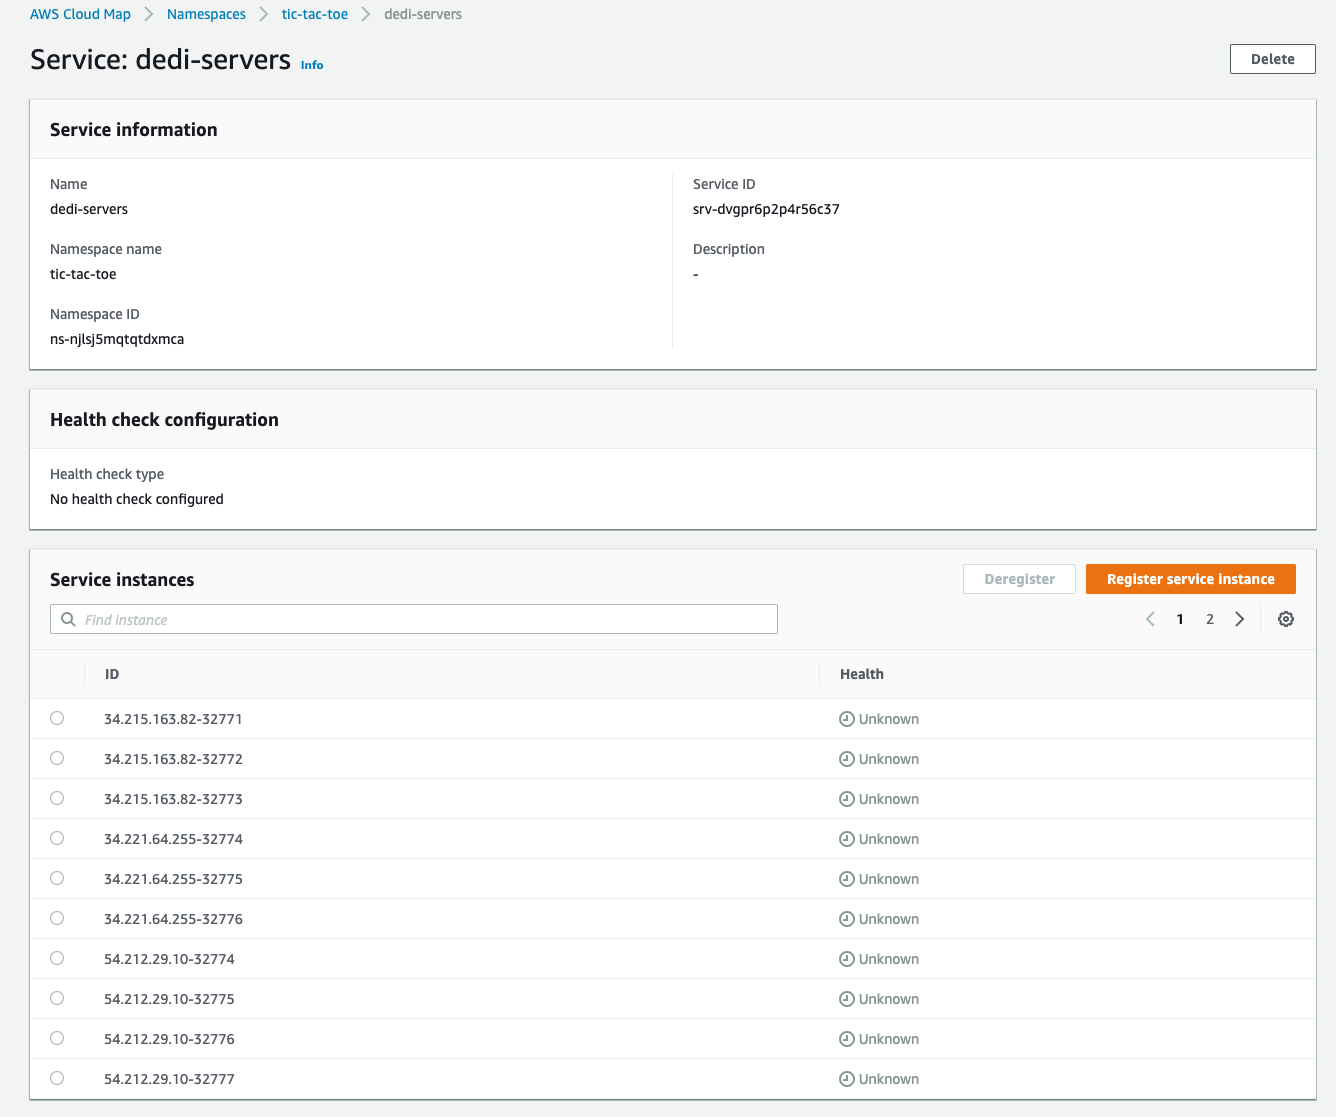 AWS Cloud Map > Namespaces > tic-tac-toe > dedi-servers
Service: dedi-servers Info
Delete
Service information
Name
dedi-servers
Namespace name
tic-tac-toe
Namespace ID
ns-njlsj5mqtqtdxmca
Service ID
srv-dvgpr6p2p4r56c37
Description
-
Health check configuration
Health check type
No health check configured
Service instances
Deregister
Register service instance
Find instance
1 2
ID Health
34.215.163.82-32771 Unknown
34.215.163.82-32772 Unknown
34.215.163.82-32773 Unknown
34.221.64.255-32774 Unknown
34.221.64.255-32775 Unknown
34.221.64.255-32776 Unknown
54.212.29.10-32774 Unknown
54.212.29.10-32775 Unknown
54.212.29.10-32776 Unknown
54.212.29.10-32777 Unknown